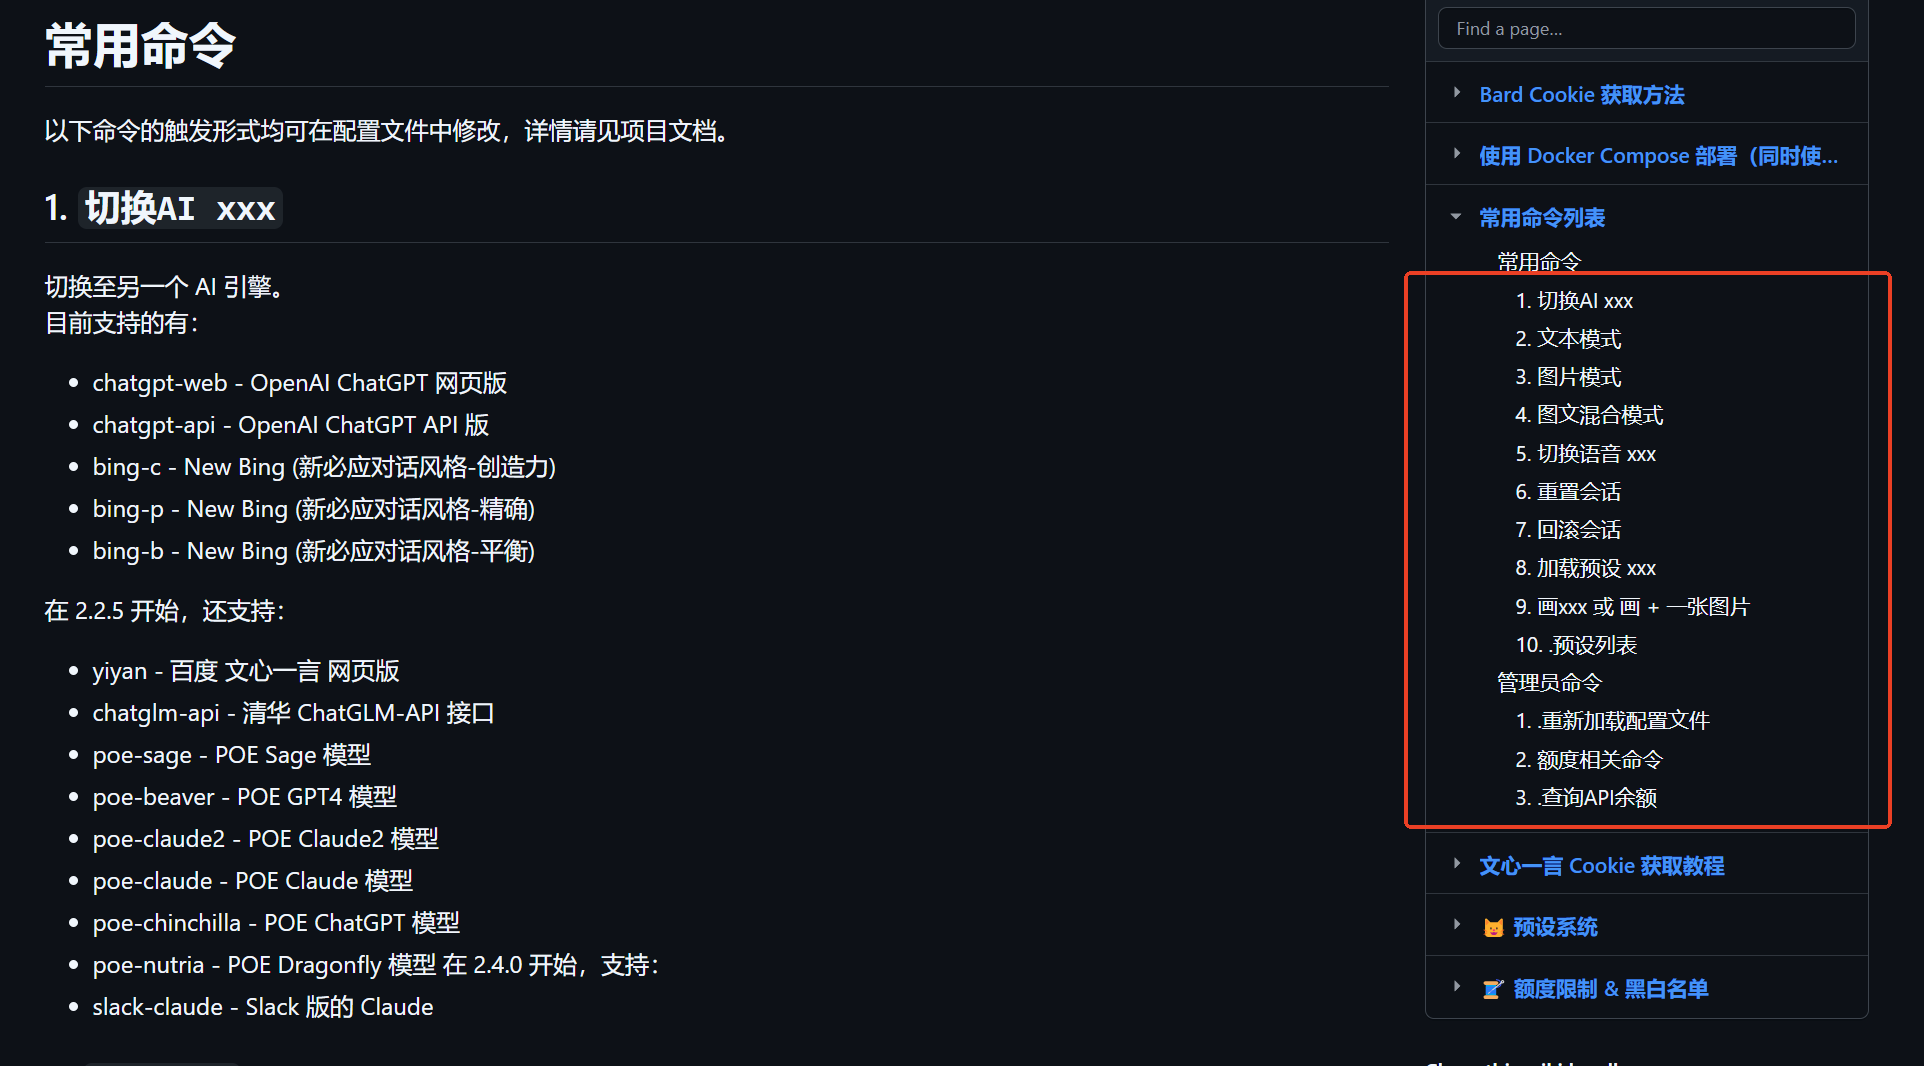 常用命令
以下命令的触发形式均可在配置文件中修改，详情请见项目文档。
1. 切换AI xxx
切换至另一个 AI 引擎。
目前支持的有：
• chatgpt-web - OpenAI ChatGPT 网页版
• chatgpt-api - OpenAI ChatGPT API 版
• bing-c - New Bing (新必应对话风格-创造力)
• bing-p - New Bing (新必应对话风格-精确)
• bing-b - New Bing (新必应对话风格-平衡)
在 2.2.5 开始，还支持：
• yiyan - 百度 文心一言 网页版
• chatglm-api - 清华 ChatGLM-API 接口
• poe-sage - POE Sage 模型
• poe-beaver - POE GPT4 模型
• poe-claude2 - POE Claude2 模型
• poe-claude - POE Claude 模型
• poe-chinchilla - POE ChatGPT 模型
• poe-nutria - POE Dragonfly 模型 在 2.4.0 开始，支持：
• slack-claude - Slack 版的 Claude
Find a page...
Bard Cookie 获取方法
使用 Docker Compose 部署（同时使...
常用命令列表
常用命令
1. 切换AI xxx
2. 文本模式
3. 图片模式
4. 图文混合模式
5. 切换语音 xxx
6. 重置会话
7. 回滚会话
8. 加载预设 xxx
9. 画xxx 或 画 + 一张图片
10. .预设列表
管理员命令
1. .重新加载配置文件
2. 额度相关命令
3. .查询API余额
文心一言 Cookie 获取教程
😺 预设系统
🧵 额度限制 & 黑白名单